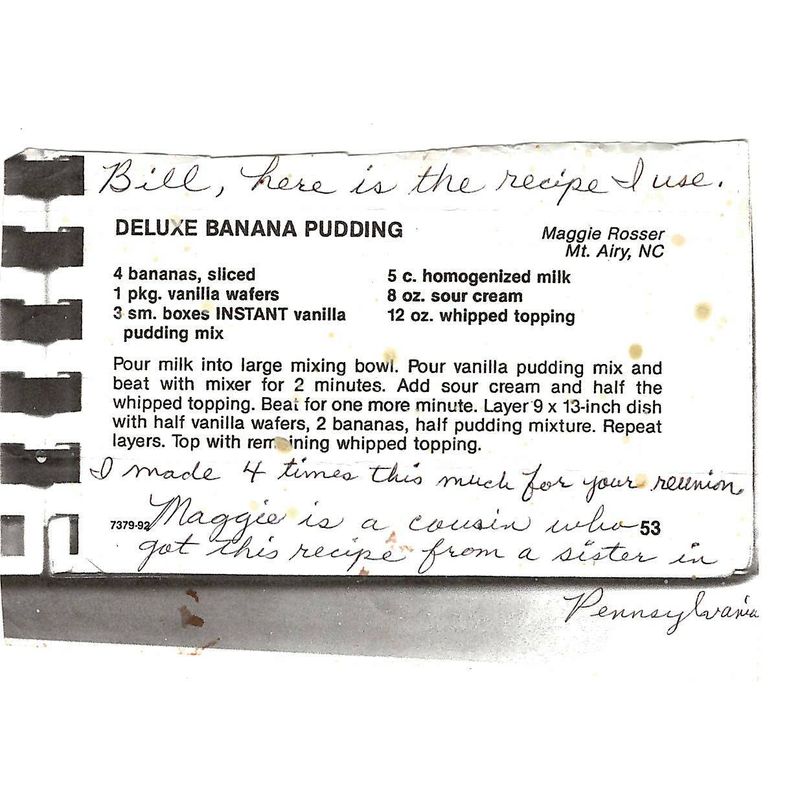 Bill, here is the recipe I use.
DELUXE BANANA PUDDING
Maggie Rosser
Mt. Airy, NC
4 bananas, sliced
1 pkg. vanilla wafers
3 sm. boxes INSTANT vanilla
pudding mix
5 c. homogenized milk
8 oz. sour cream
12 oz. whipped topping
Pour milk into large mixing bowl. Pour vanilla pudding mix and
beat with mixer for 2 minutes. Add sour cream and half the
whipped topping. Beat for one more minute. Layer 9 x 13-inch dish
with half vanilla wafers, 2 bananas, half pudding mixture. Repeat
layers. Top with remaining whipped topping.
I made 4 times this much for your reunion.
7379-92
Maggie is a cousin who
53
got this recipe from a sister in
Pennsylvania